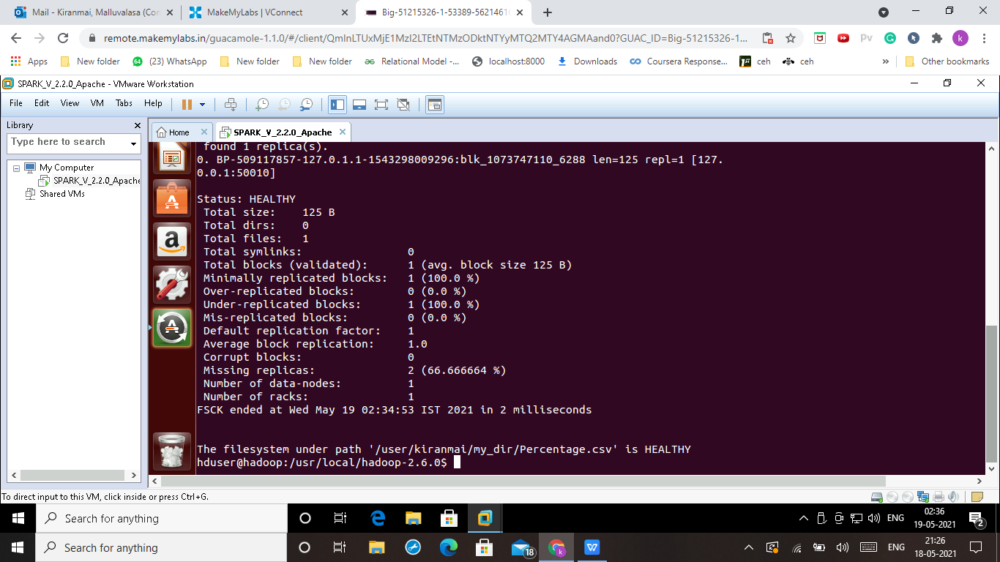 Mail - Kiranmai, Malluvalasa (Con
MakeMyLabs | VConnect
Big-51215326-1-53389-5621461
remote.makemylabs.in/guacamole-1.1.0/#/client/QmlnLTUxMjE1MzI2LTEtNTMzODktNTYyMTQ2MTY4AGMAand0?GUAC_ID=Big-51215326-1...
Apps
New folder
(23) WhatsApp
New folder
New folder
Relational Model -...
localhost:8000
Downloads
Coursera Response...
ceh
ceh
Other bookmarks
SPARK_V_2.2.0_Apache - VMware Workstation
File Edit View VM Tabs Help
Library
Type here to search
My Computer
SPARK_V_2.2.0_Apache
Shared VMs
Home
SPARK_V_2.2.0_Apache
found 1 replica(s).
0. BP-509117857-127.0.1.1-1543298009296:blk_1073747110_6288 len=125 repl=1 [127.
0.0.1:50010]
Status: HEALTHY
Total size: 125 B
Total dirs: 0
Total files: 1
Total symlinks: 0
Total blocks (validated): 1 (avg. block size 125 B)
Minimally replicated blocks: 1 (100.0 %)
Over-replicated blocks: 0 (0.0 %)
Under-replicated blocks: 1 (100.0 %)
Mis-replicated blocks: 0 (0.0 %)
Default replication factor: 1
Average block replication: 1.0
Corrupt blocks: 0
Missing replicas: 2 (66.666664 %)
Number of data-nodes: 1
Number of racks: 1
FSCK ended at Wed May 19 02:34:53 IST 2021 in 2 milliseconds
The filesystem under path '/user/kiranmai/my_dir/Percentage.csv' is HEALTHY
hduser@hadoop:/usr/local/hadoop-2.6.0$
To direct input to this VM, click inside or press Ctrl+G.
Search for anything
ENG
02:36
19-05-2021
2
Search for anything
18
ENG
21:26
18-05-2021